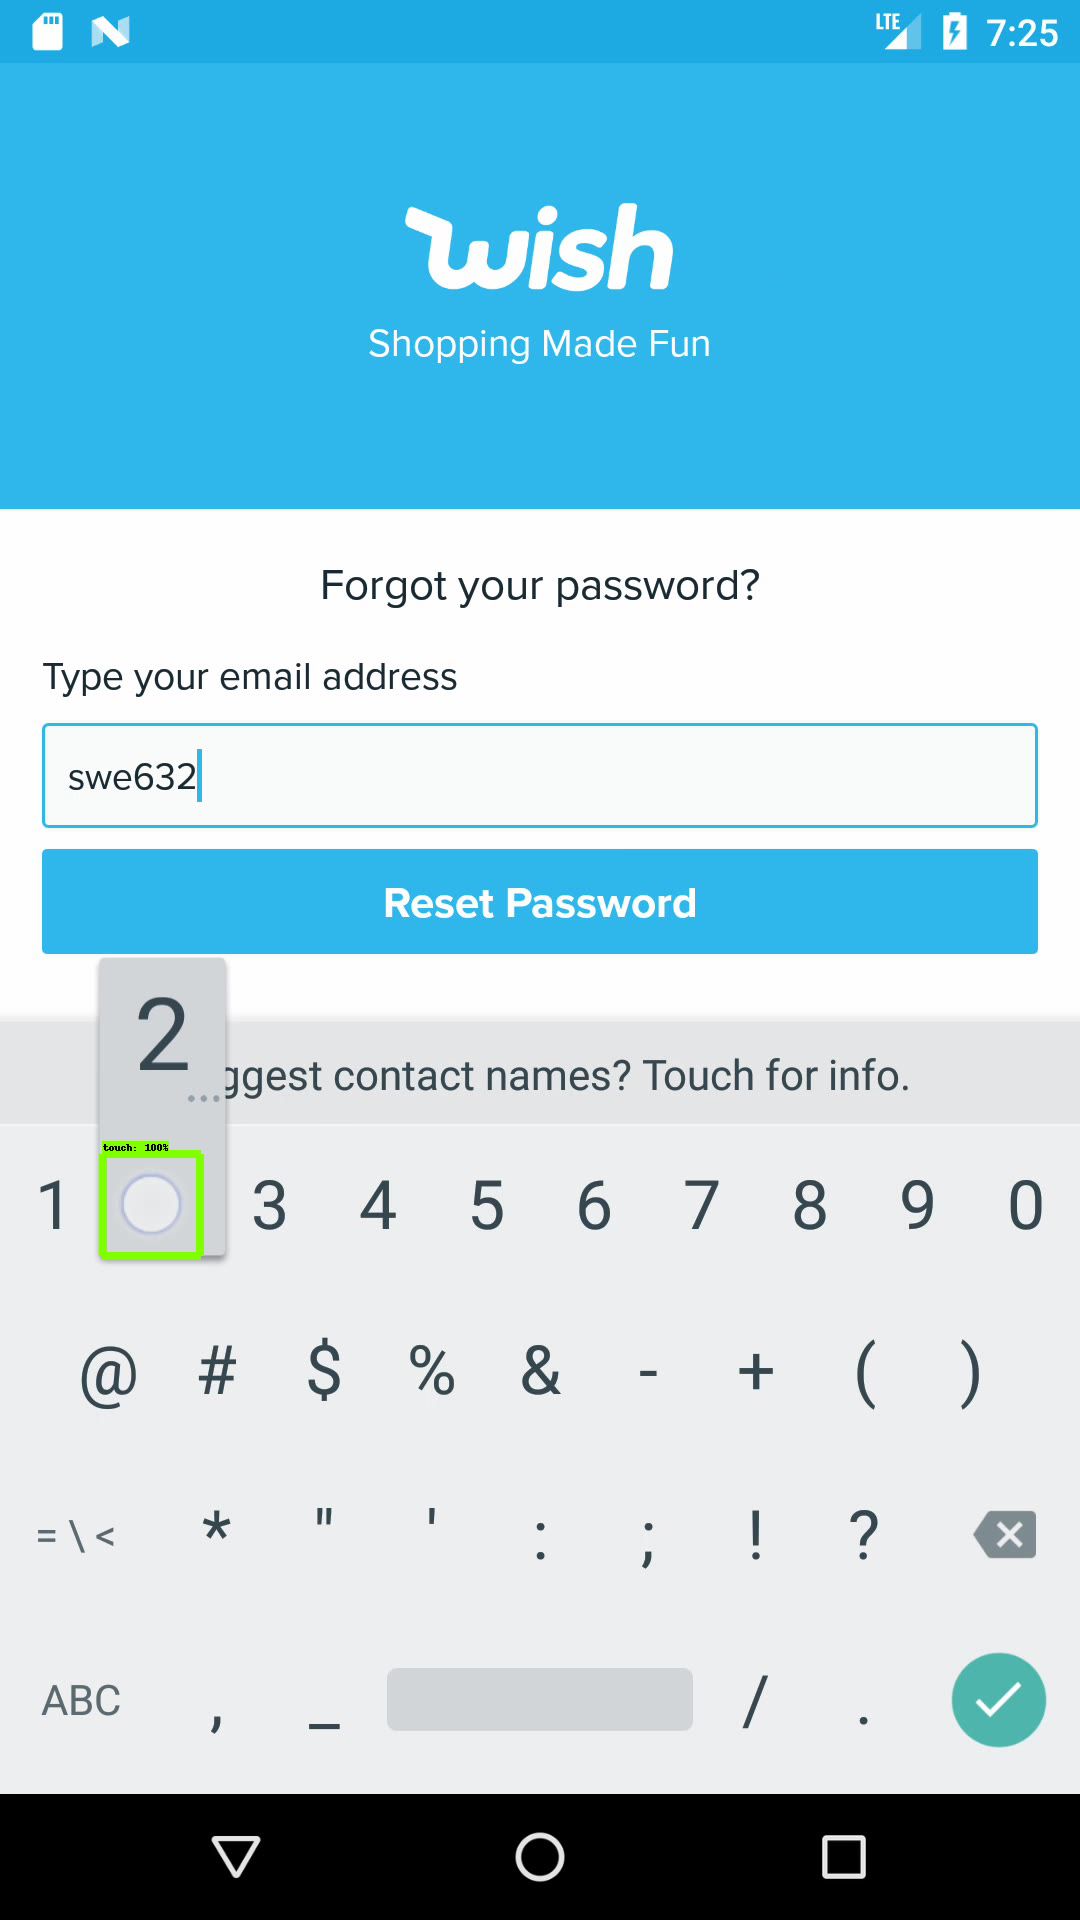 LTE 7:25
wish
Shopping Made Fun
Forgot your password?
Type your email address
swe632
Reset Password
2
...
ggest contact names? Touch for info.
touch: 100%
1 3 4 5 6 7 8 9 0
@ # $ % & - + ( )
= \ < * " ' : ; ! ?
ABC , _ / .